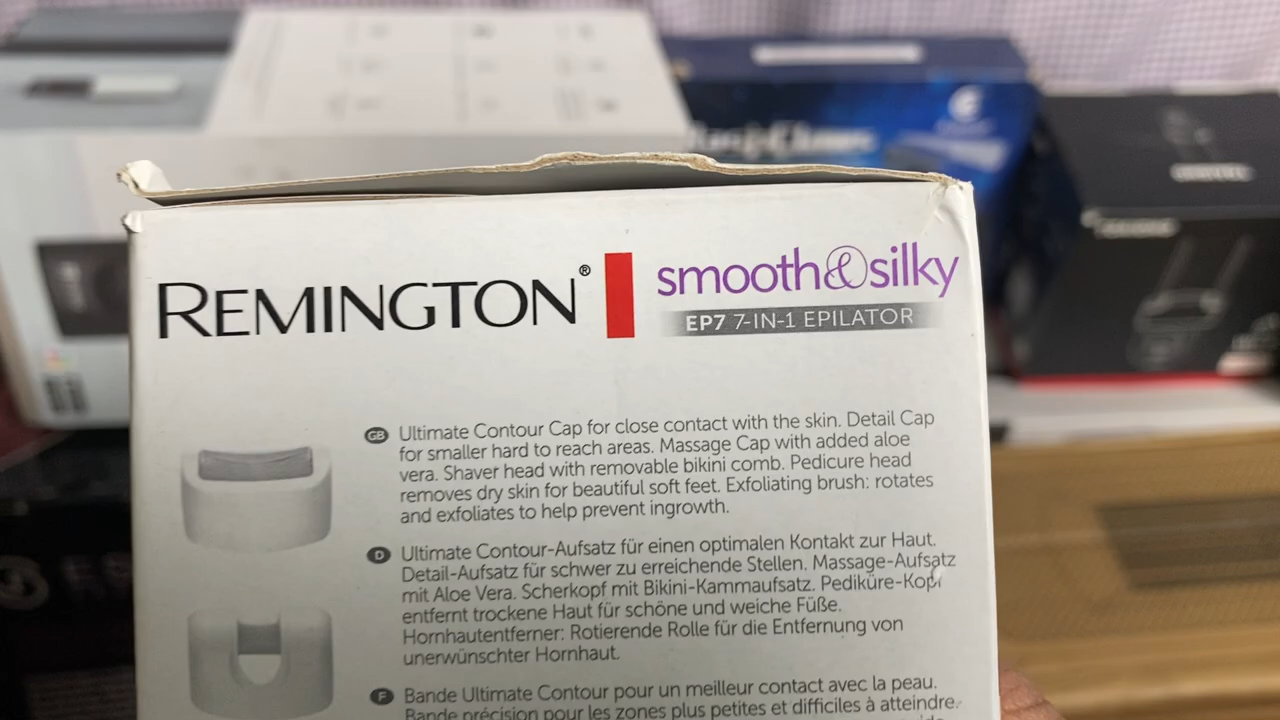 REMINGTON®
smooth&silky
EP7 7-IN-1 EPILATOR
GB Ultimate Contour Cap for close contact with the skin. Detail Cap
for smaller hard to reach areas. Massage Cap with added aloe
vera. Shaver head with removable bikini comb. Pedicure head
removes dry skin for beautiful soft feet. Exfoliating brush: rotates
and exfoliates to help prevent ingrowth.
D Ultimate Contour-Aufsatz für einen optimalen Kontakt zur Haut.
Detail-Aufsatz für schwer zu erreichende Stellen. Massage-Aufsatz
mit Aloe Vera. Scherkopf mit Bikini-Kammaufsatz. Pediküre-Kopf
entfernt trockene Haut für schöne und weiche Füße.
Hornhautentferner: Rotierende Rolle für die Entfernung von
unerwünschter Hornhaut.
F Bande Ultimate Contour pour un meilleur contact avec la peau.
Bande précision pour les zones plus petites et difficiles à atteindre.